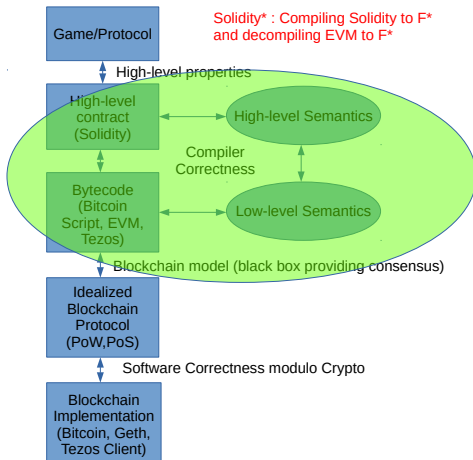 Solidity* : Compiling Solidity to F*
and decompiling EVM to F*
Game/Protocol
High-level properties
High-level
contract
(Solidity)
High-level Semantics
Compiler
Correctness
Bytecode
(Bitcoin
Script, EVM,
Tezos)
Low-level Semantics
Blockchain model (black box providing consensus)
Idealized
Blockchain
Protocol
(PoW,PoS)
Software Correctness modulo Crypto
Blockchain
Implementation
(Bitcoin, Geth,
Tezos Client)